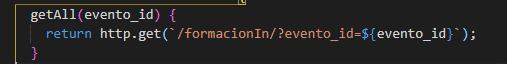 getAll(evento_id) {
return http.get(`/formacionIn/?evento_id=${evento_id}`);
}